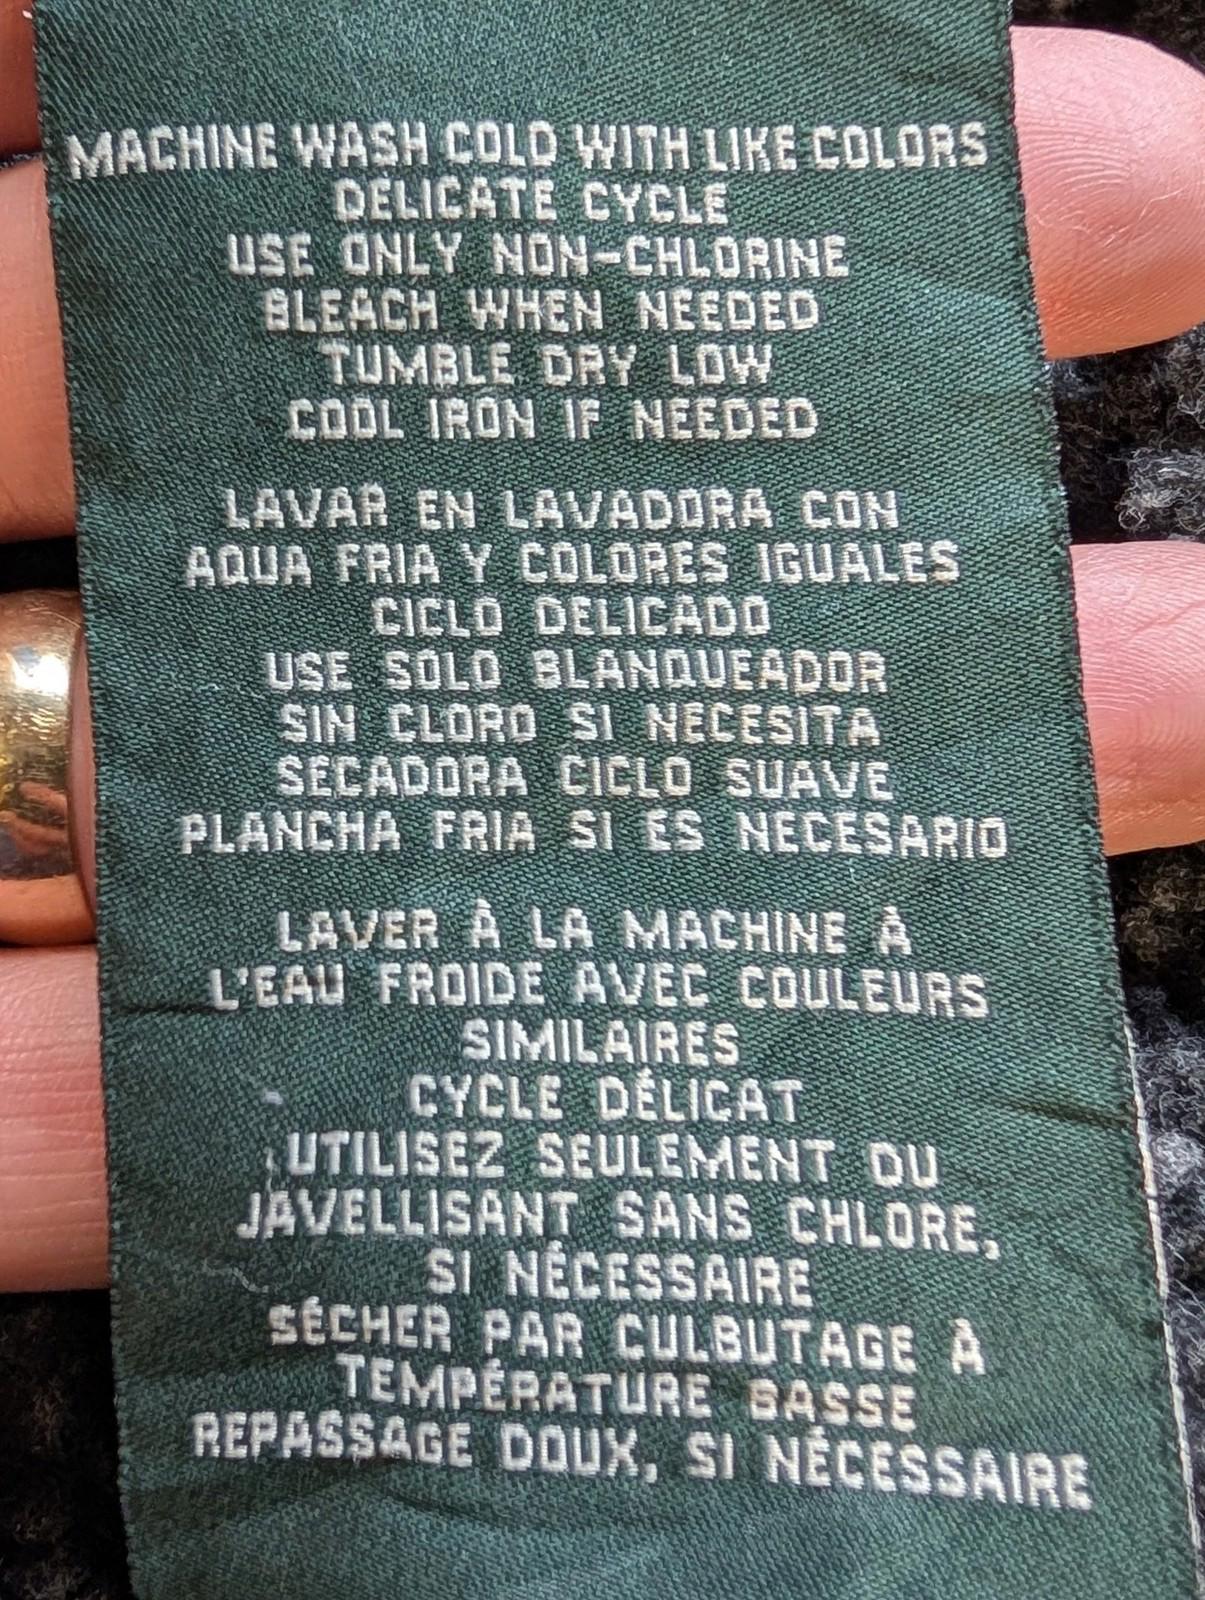 MACHINE WASH COLD WITH LIKE COLORS
DELICATE CYCLE
USE ONLY NON-CHLORINE
BLEACH WHEN NEEDED
TUMBLE DRY LOW
COOL IRON IF NEEDED
LAVAR EN LAVADORA CON
AQUA FRIA Y COLORES IGUALES
CICLO DELICADO
USE SOLO BLANQUEADOR
SIN CLORO SI NECESITA
SECADORA CICLO SUAVE
PLANCHA FRIA SI ES NECESARIO
LAVER À LA MACHINE À
L'EAU FROIDE AVEC COULEURS
SIMILAIRES
CYCLE DÉLICAT
UTILISEZ SEULEMENT DU
JAVELLISANT SANS CHLORE,
SI NÉCESSAIRE
SÉCHER PAR CULBUTAGE À
TEMPÉRATURE BASSE
REPASSAGE DOUX, SI NÉCESSAIRE